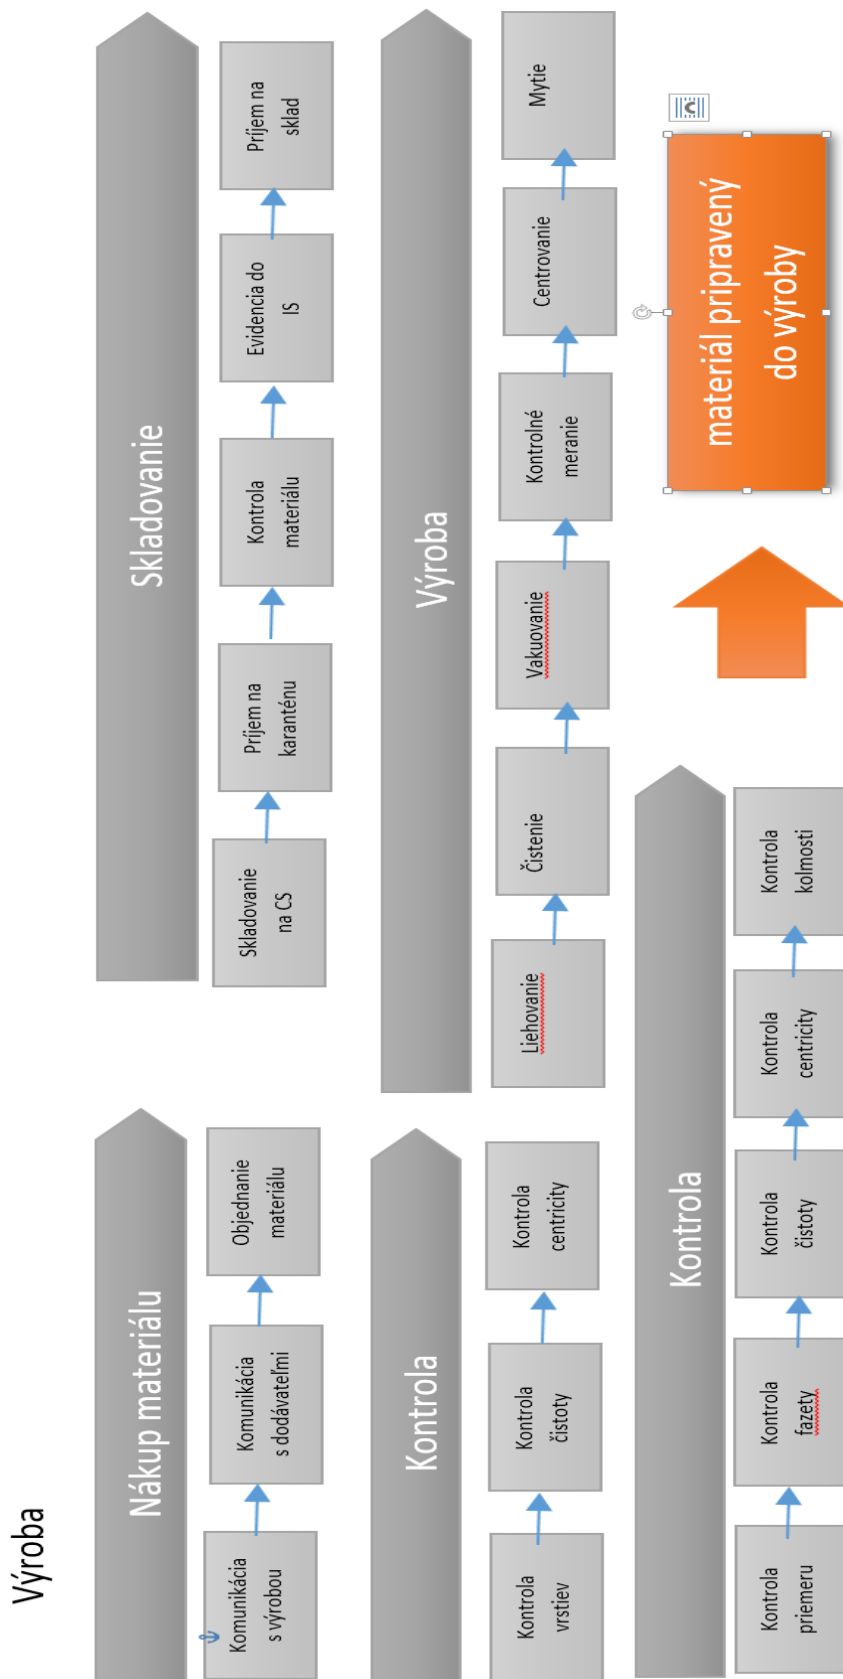 Výroba
Nákup materiálu
Komunikácia
s výrobou
Komunikácia
s dodávateľmi
Objednanie
materiálu
Skladovanie
Skladovanie
na CS
Príjem na
karanténu
Kontrola
materiálu
Evidencia do
IS
Príjem na
sklad
Kontrola
Kontrola
vrstiev
Kontrola
čistoty
Kontrola
centricity
Výroba
Liehovanie
Čistenie
Vakuovanie
Kontrolné
meranie
Centrovanie
Mytie
Kontrola
Kontrola
priemeru
Kontrola
fazety
Kontrola
čistoty
Kontrola
centricity
Kontrola
kolmosti
materiál pripravený
do výroby